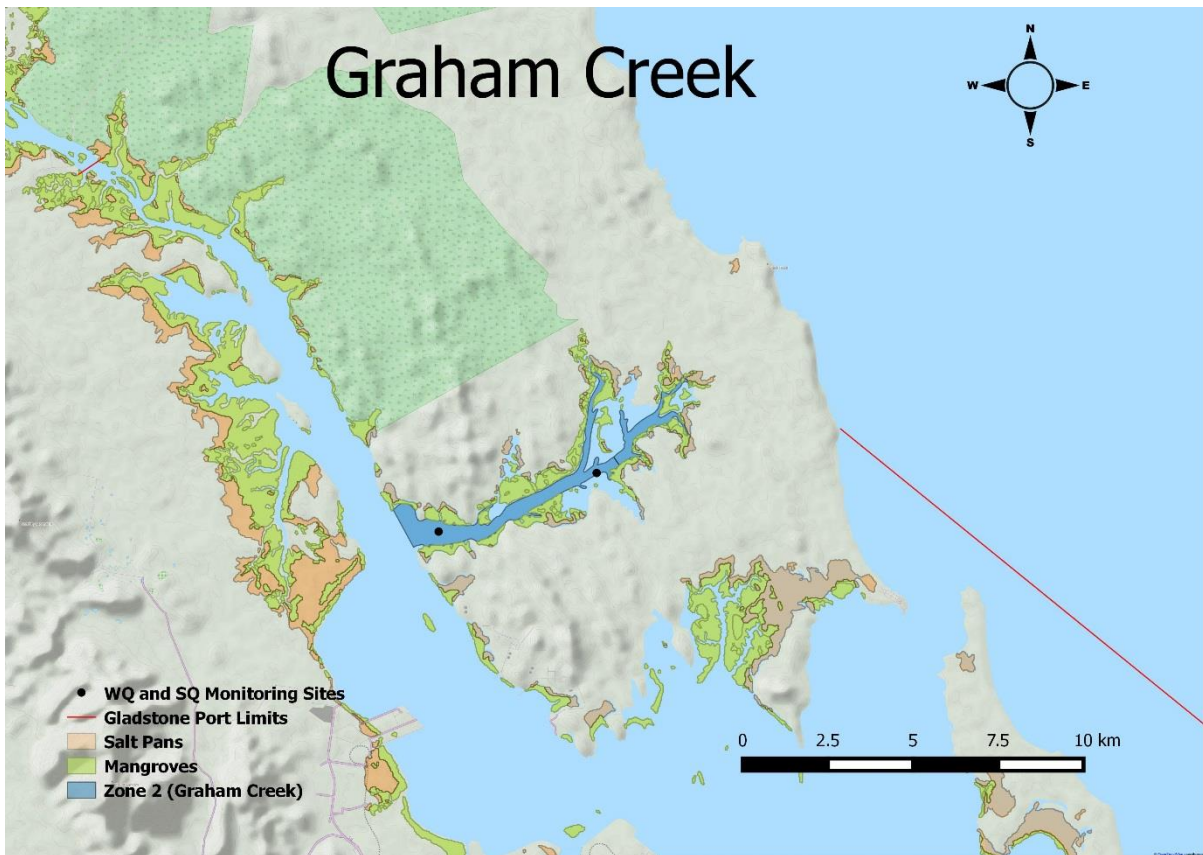 Graham Creek
N
W E
S
WQ and SQ Monitoring Sites
Gladstone Port Limits
Salt Pans
Mangroves
Zone 2 (Graham Creek)
0 2.5 5 7.5 10 km